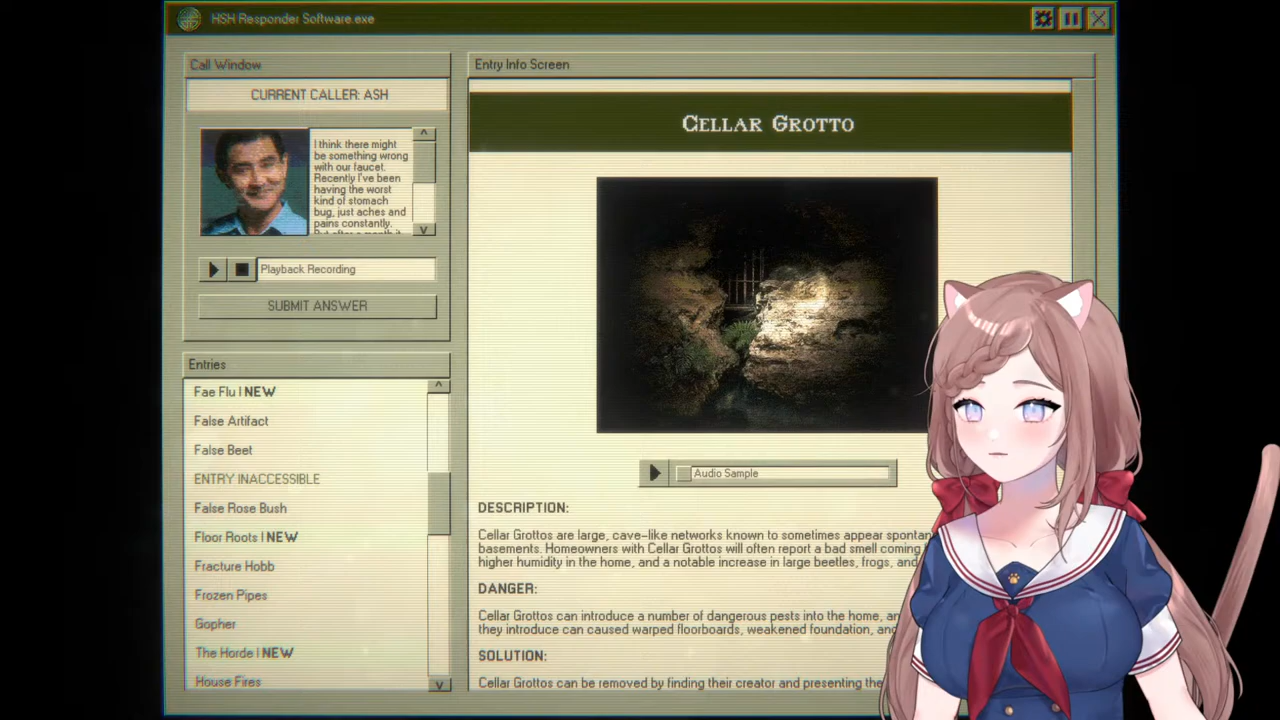 HSH Responder Software.exe
Call Window
CURRENT CALLER: ASH
I think there might
be something wrong
with our faucet.
Recently I've been
having the worst
kind of stomach
bug, just aches and
pains constantly.
But after a month it
Playback Recording
SUBMIT ANSWER
Entries
Fae Flu | NEW
False Artifact
False Beet
ENTRY INACCESSIBLE
False Rose Bush
Floor Roots | NEW
Fracture Hobb
Frozen Pipes
Gopher
The Horde | NEW
House Fires
Entry Info Screen
Cellar Grotto
Audio Sample
DESCRIPTION:
Cellar Grottos are large, cave-like networks known to sometimes appear
basements. Homeowners with Cellar Grottos will often report a bad smell coming
higher humidity in the home, and a notable increase in large beetles, frogs,
DANGER:
Cellar Grottos can introduce a number of dangerous pests into the home,
they introduce can caused warped floorboards, weakened foundation,
SOLUTION:
Cellar Grottos can be removed by finding their creator and presenting